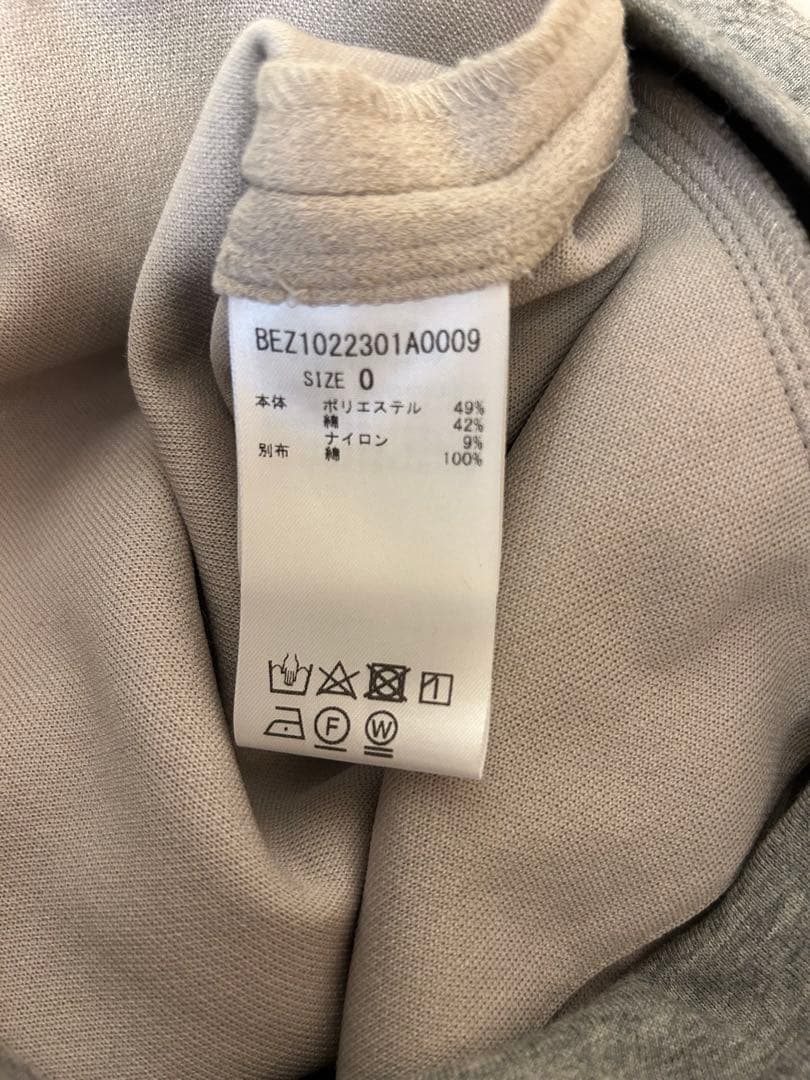 BEZ1022301A0009
SIZE 0
本体 ポリエステル 49%
綿 42%
ナイロン 9%
別布 綿 100%
F W